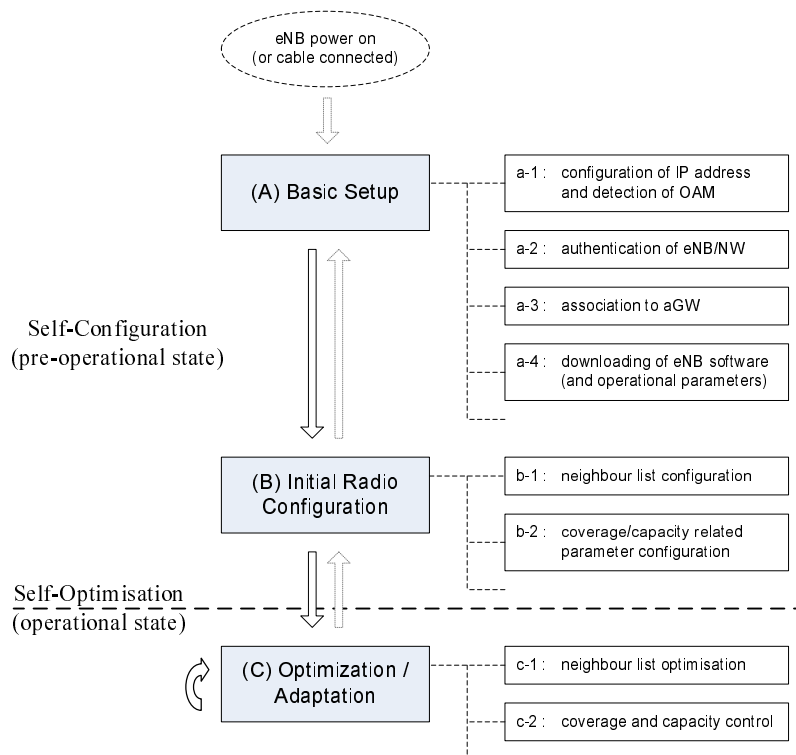 eNB power on
(or cable connected)
(A) Basic Setup
a-1 : configuration of IP address
and detection of OAM
a-2 : authentication of eNB/NW
a-3 : association to aGW
a-4 : downloading of eNB software
(and operational parameters)
Self-Configuration
(pre-operational state)
(B) Initial Radio
Configuration
b-1 : neighbour list configuration
b-2 : coverage/capacity related
parameter configuration
Self-Optimisation
(operational state)
(C) Optimization /
Adaptation
c-1 : neighbour list optimisation
c-2 : coverage and capacity control